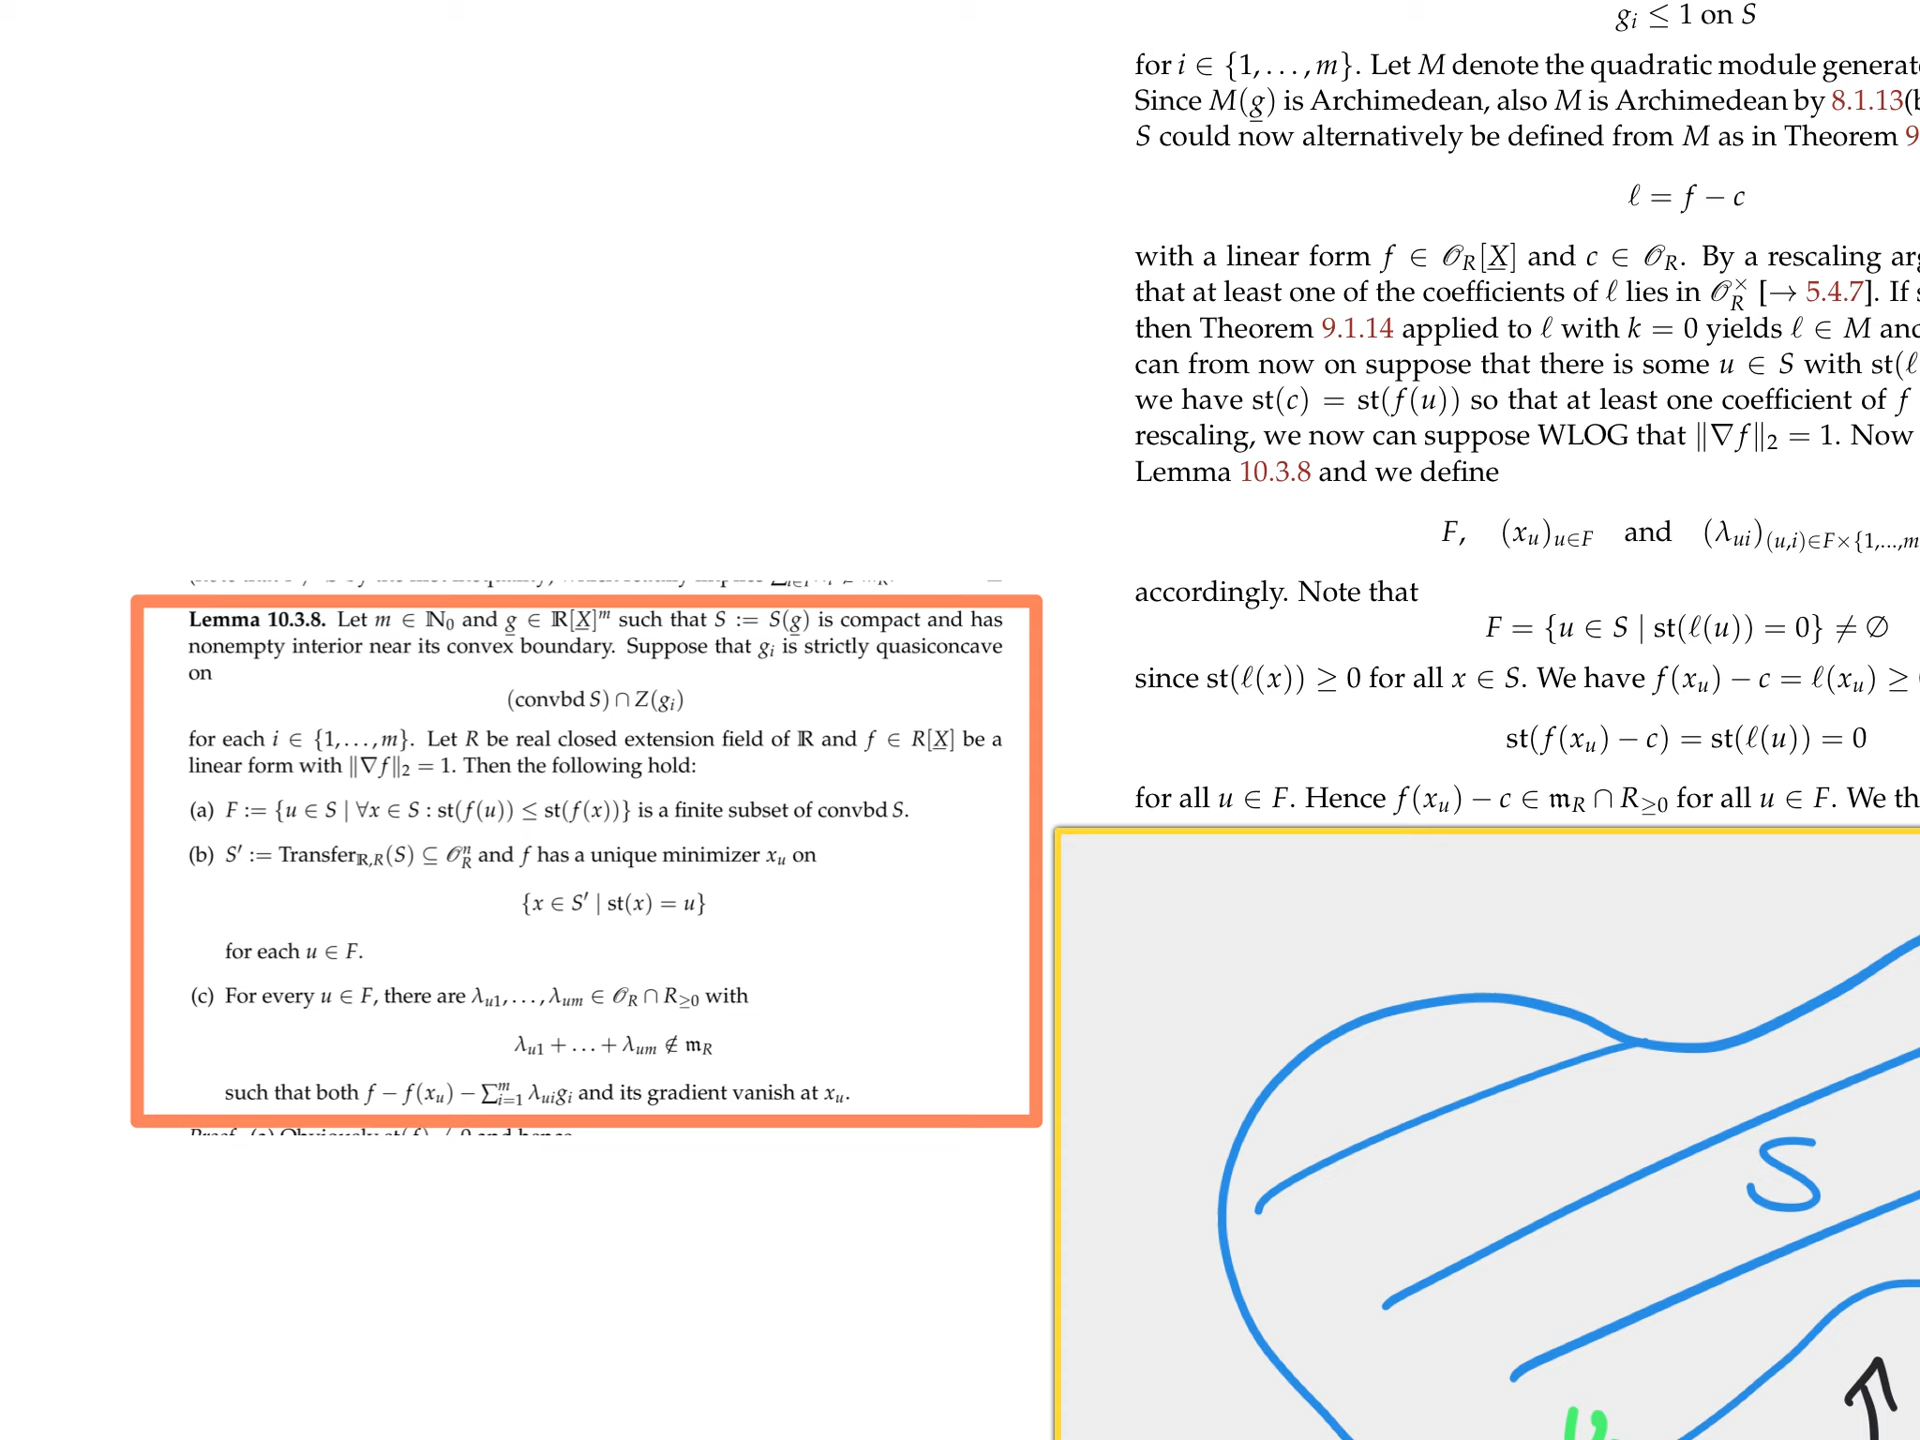 Lemma 10.3.8. Let m ∈ ℕ₀ and g ∈ ℝ[X]ᵐ such that S := S(g) is compact and has
nonempty interior near its convex boundary. Suppose that gᵢ is strictly quasiconcave
on
(convbd S) ∩ Z(gᵢ)
for each i ∈ {1, . . . , m}. Let R be real closed extension field of ℝ and f ∈ R[X] be a
linear form with ‖∇f‖₂ = 1. Then the following hold:
(a) F := {u ∈ S | ∀x ∈ S : st(f(u)) ≤ st(f(x))} is a finite subset of convbd S.
(b) S′ := Transfer_{ℝ,R}(S) ⊆ 𝒪_R^n and f has a unique minimizer x_u on
{x ∈ S′ | st(x) = u}
for each u ∈ F.
(c) For every u ∈ F, there are λ_{u1}, . . . , λ_{um} ∈ 𝒪_R ∩ R_{≥0} with
λ_{u1} + . . . + λ_{um} ∉ 𝔪_R
such that both f − f(x_u) − ∑_{i=1}^m λ_{ui}gᵢ and its gradient vanish at x_u.
gᵢ ≤ 1 on S
for i ∈ {1, . . . , m}. Let M denote the quadratic module
Since M(g) is Archimedean, also M is Archimedean by 8.1.13(
S could now alternatively be defined from M as in Theorem 9
ℓ = f − c
with a linear form f ∈ 𝒪_R[X] and c ∈ 𝒪_R. By a rescaling
that at least one of the coefficients of ℓ lies in 𝒪_R^× [→ 5.4.7]. If
then Theorem 9.1.14 applied to ℓ with k = 0 yields ℓ ∈ M
can from now on suppose that there is some u ∈ S with st(ℓ
we have st(c) = st(f(u)) so that at least one coefficient of f
rescaling, we now can suppose WLOG that ‖∇f‖₂ = 1. Now
Lemma 10.3.8 and we define
F, (x_u)_{u∈F} and (λ_{ui})_{(u,i)∈F×{1,...,m
accordingly. Note that
F = {u ∈ S | st(ℓ(u)) = 0} ≠ ∅
since st(ℓ(x)) ≥ 0 for all x ∈ S. We have f(x_u) − c = ℓ(x_u) ≥
st(f(x_u) − c) = st(ℓ(u)) = 0
for all u ∈ F. Hence f(x_u) − c ∈ 𝔪_R ∩ R_{≥0} for all u ∈ F. We
S